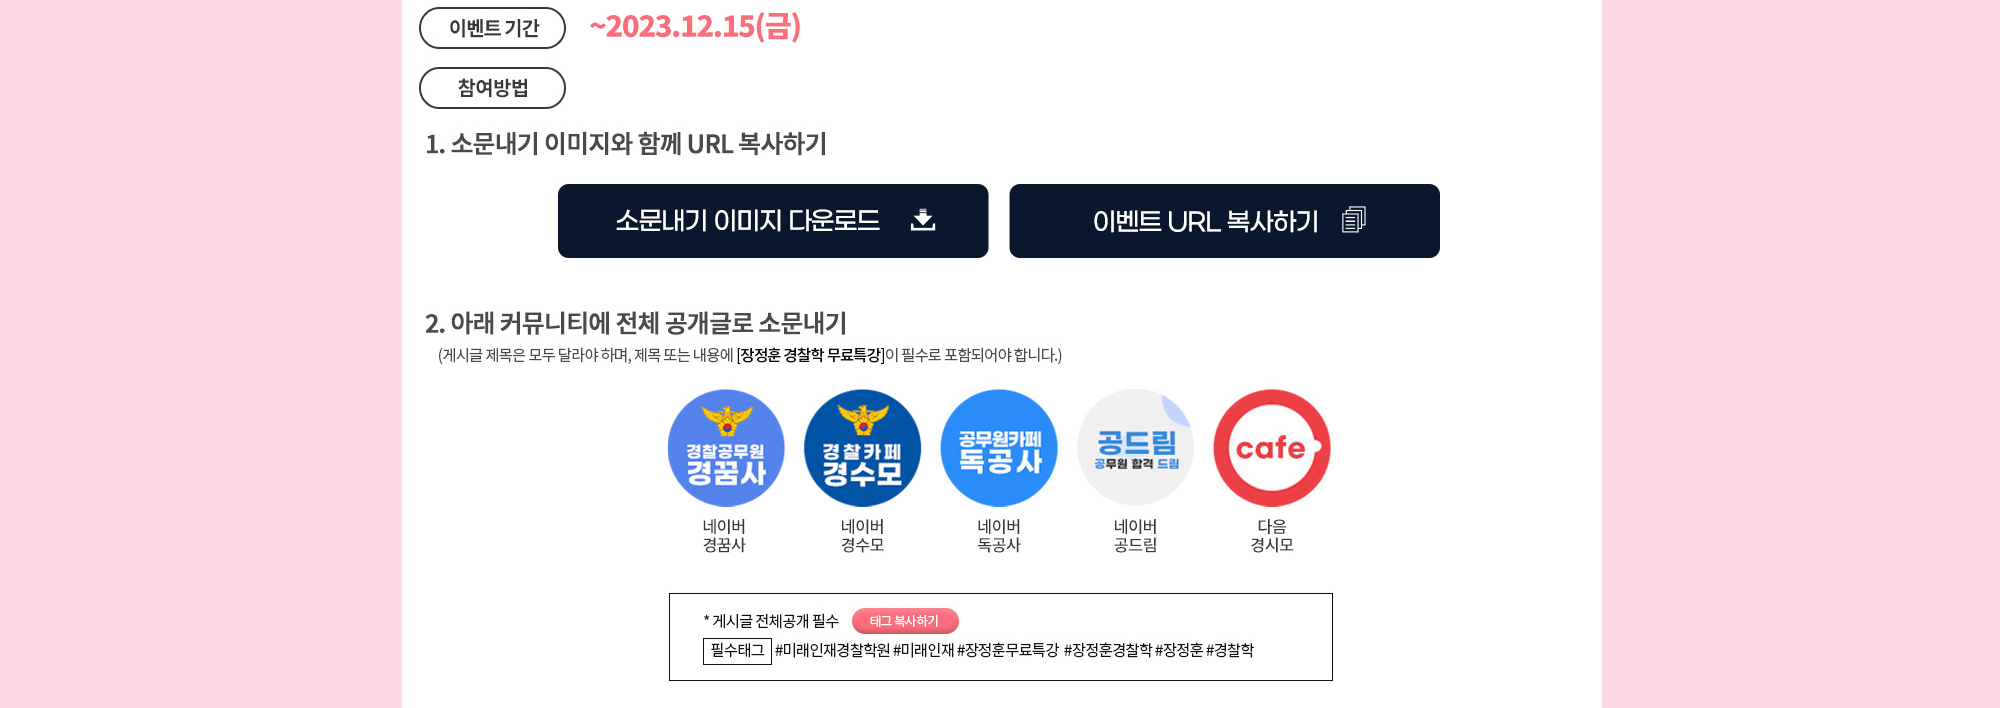 이벤트 기간 ~2023.12.15(금)
참여방법
1. 소문내기 이미지와 함께 URL 복사하기
소문내기 이미지 다운로드
이벤트 URL 복사하기
2. 아래 커뮤니티에 전체 공개글로 소문내기
(게시글 제목은 모두 달라야 하며, 제목 또는 내용에 [장정훈 경찰학 무료특강]이 필수로 포함되어야 합니다.)
경찰공무원
경꿈사
경찰카페
경수모
공무원카페
독공사
공드림
공무원 합격 드림
cafe
네이버
경꿈사
네이버
경수모
네이버
독공사
네이버
공드림
다음
경시모
* 게시글 전체공개 필수 태그 복사하기
필수태그 #미래인재경찰학원 #미래인재 #장정훈무료특강 #장정훈경찰학 #장정훈 #경찰학